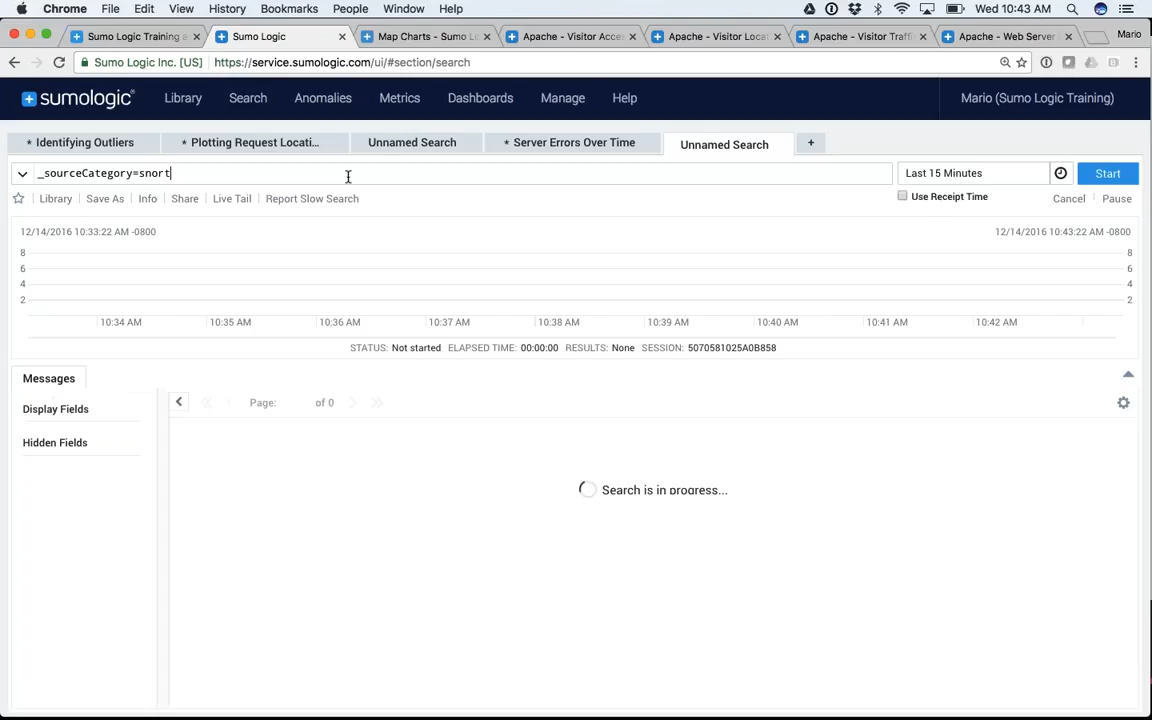 Chrome File Edit View History Bookmarks People Window Help Wed 10:43 AM
Sumo Logic Training a Sumo Logic Map Charts - Sumo Lo Apache - Visitor Acce Apache - Visitor Locat Apache - Visitor Traffi Apache - Web Server Mario
Sumo Logic Inc. [US] https://service.sumologic.com/ui/#section/search
sumologic® Library Search Anomalies Metrics Dashboards Manage Help Mario (Sumo Logic Training)
* Identifying Outliers * Plotting Request Locati... Unnamed Search * Server Errors Over Time Unnamed Search +
_sourceCategory=snort Last 15 Minutes Start
Library Save As Info Share Live Tail Report Slow Search Use Receipt Time Cancel Pause
12/14/2016 10:33:22 AM -0800 12/14/2016 10:43:22 AM -0800
8 8
6 6
4 4
2 2
10:34 AM 10:35 AM 10:36 AM 10:37 AM 10:38 AM 10:39 AM 10:40 AM 10:41 AM 10:42 AM
STATUS: Not started ELAPSED TIME: 00:00:00 RESULTS: None SESSION: 5070581025A0B858
Messages
Display Fields Page: of 0
Hidden Fields
Search is in progress...